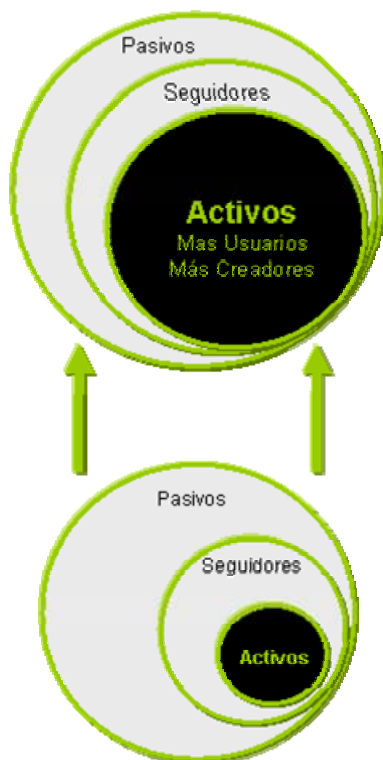 Pasivos
Seguidores
Activos
Mas Usuarios
Más Creadores
Pasivos
Seguidores
Activos